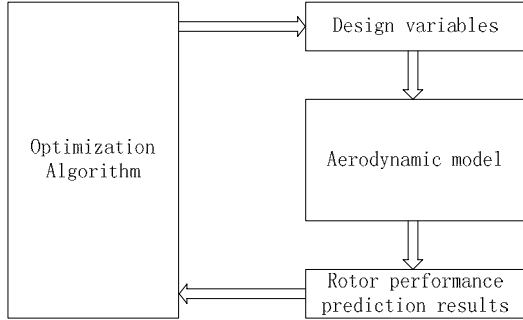 Design variables
Optimization
Algorithm
Aerodynamic model
Rotor performance
prediction results